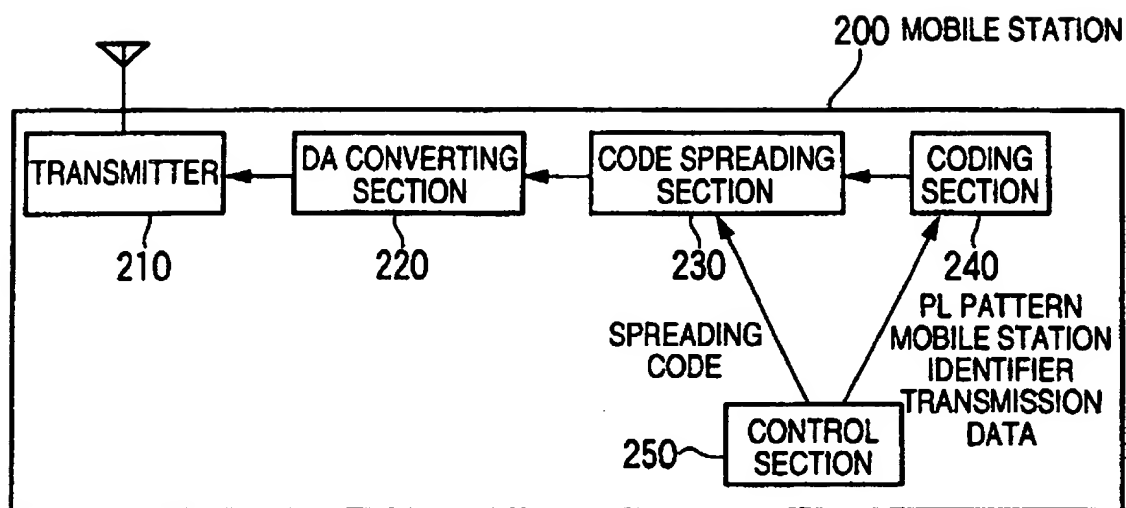 200 MOBILE STATION
TRANSMITTER
DA CONVERTING
SECTION
CODE SPREADING
SECTION
CODING
SECTION
210
220
230
240
SPREADING
CODE
PL PATTERN
MOBILE STATION
IDENTIFIER
TRANSMISSION
DATA
250
CONTROL
SECTION